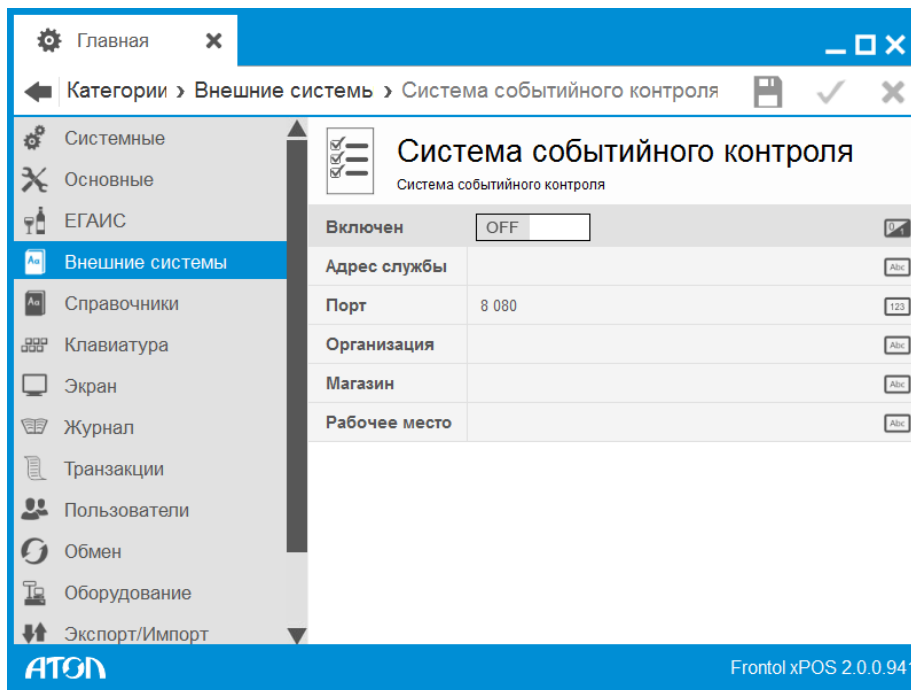 Главная
Категории › Внешние системь › Система событийного контроля
Системные
Основные
ЕГАИС
Внешние системы
Справочники
Клавиатура
Экран
Журнал
Транзакции
Пользователи
Обмен
Оборудование
Экспорт/Импорт
Система событийного контроля
Система событийного контроля
Включен OFF
Адрес службы Abc
Порт 8 080 123
Организация Abc
Магазин Abc
Рабочее место Abc
ATOL Frontol xPOS 2.0.0.941